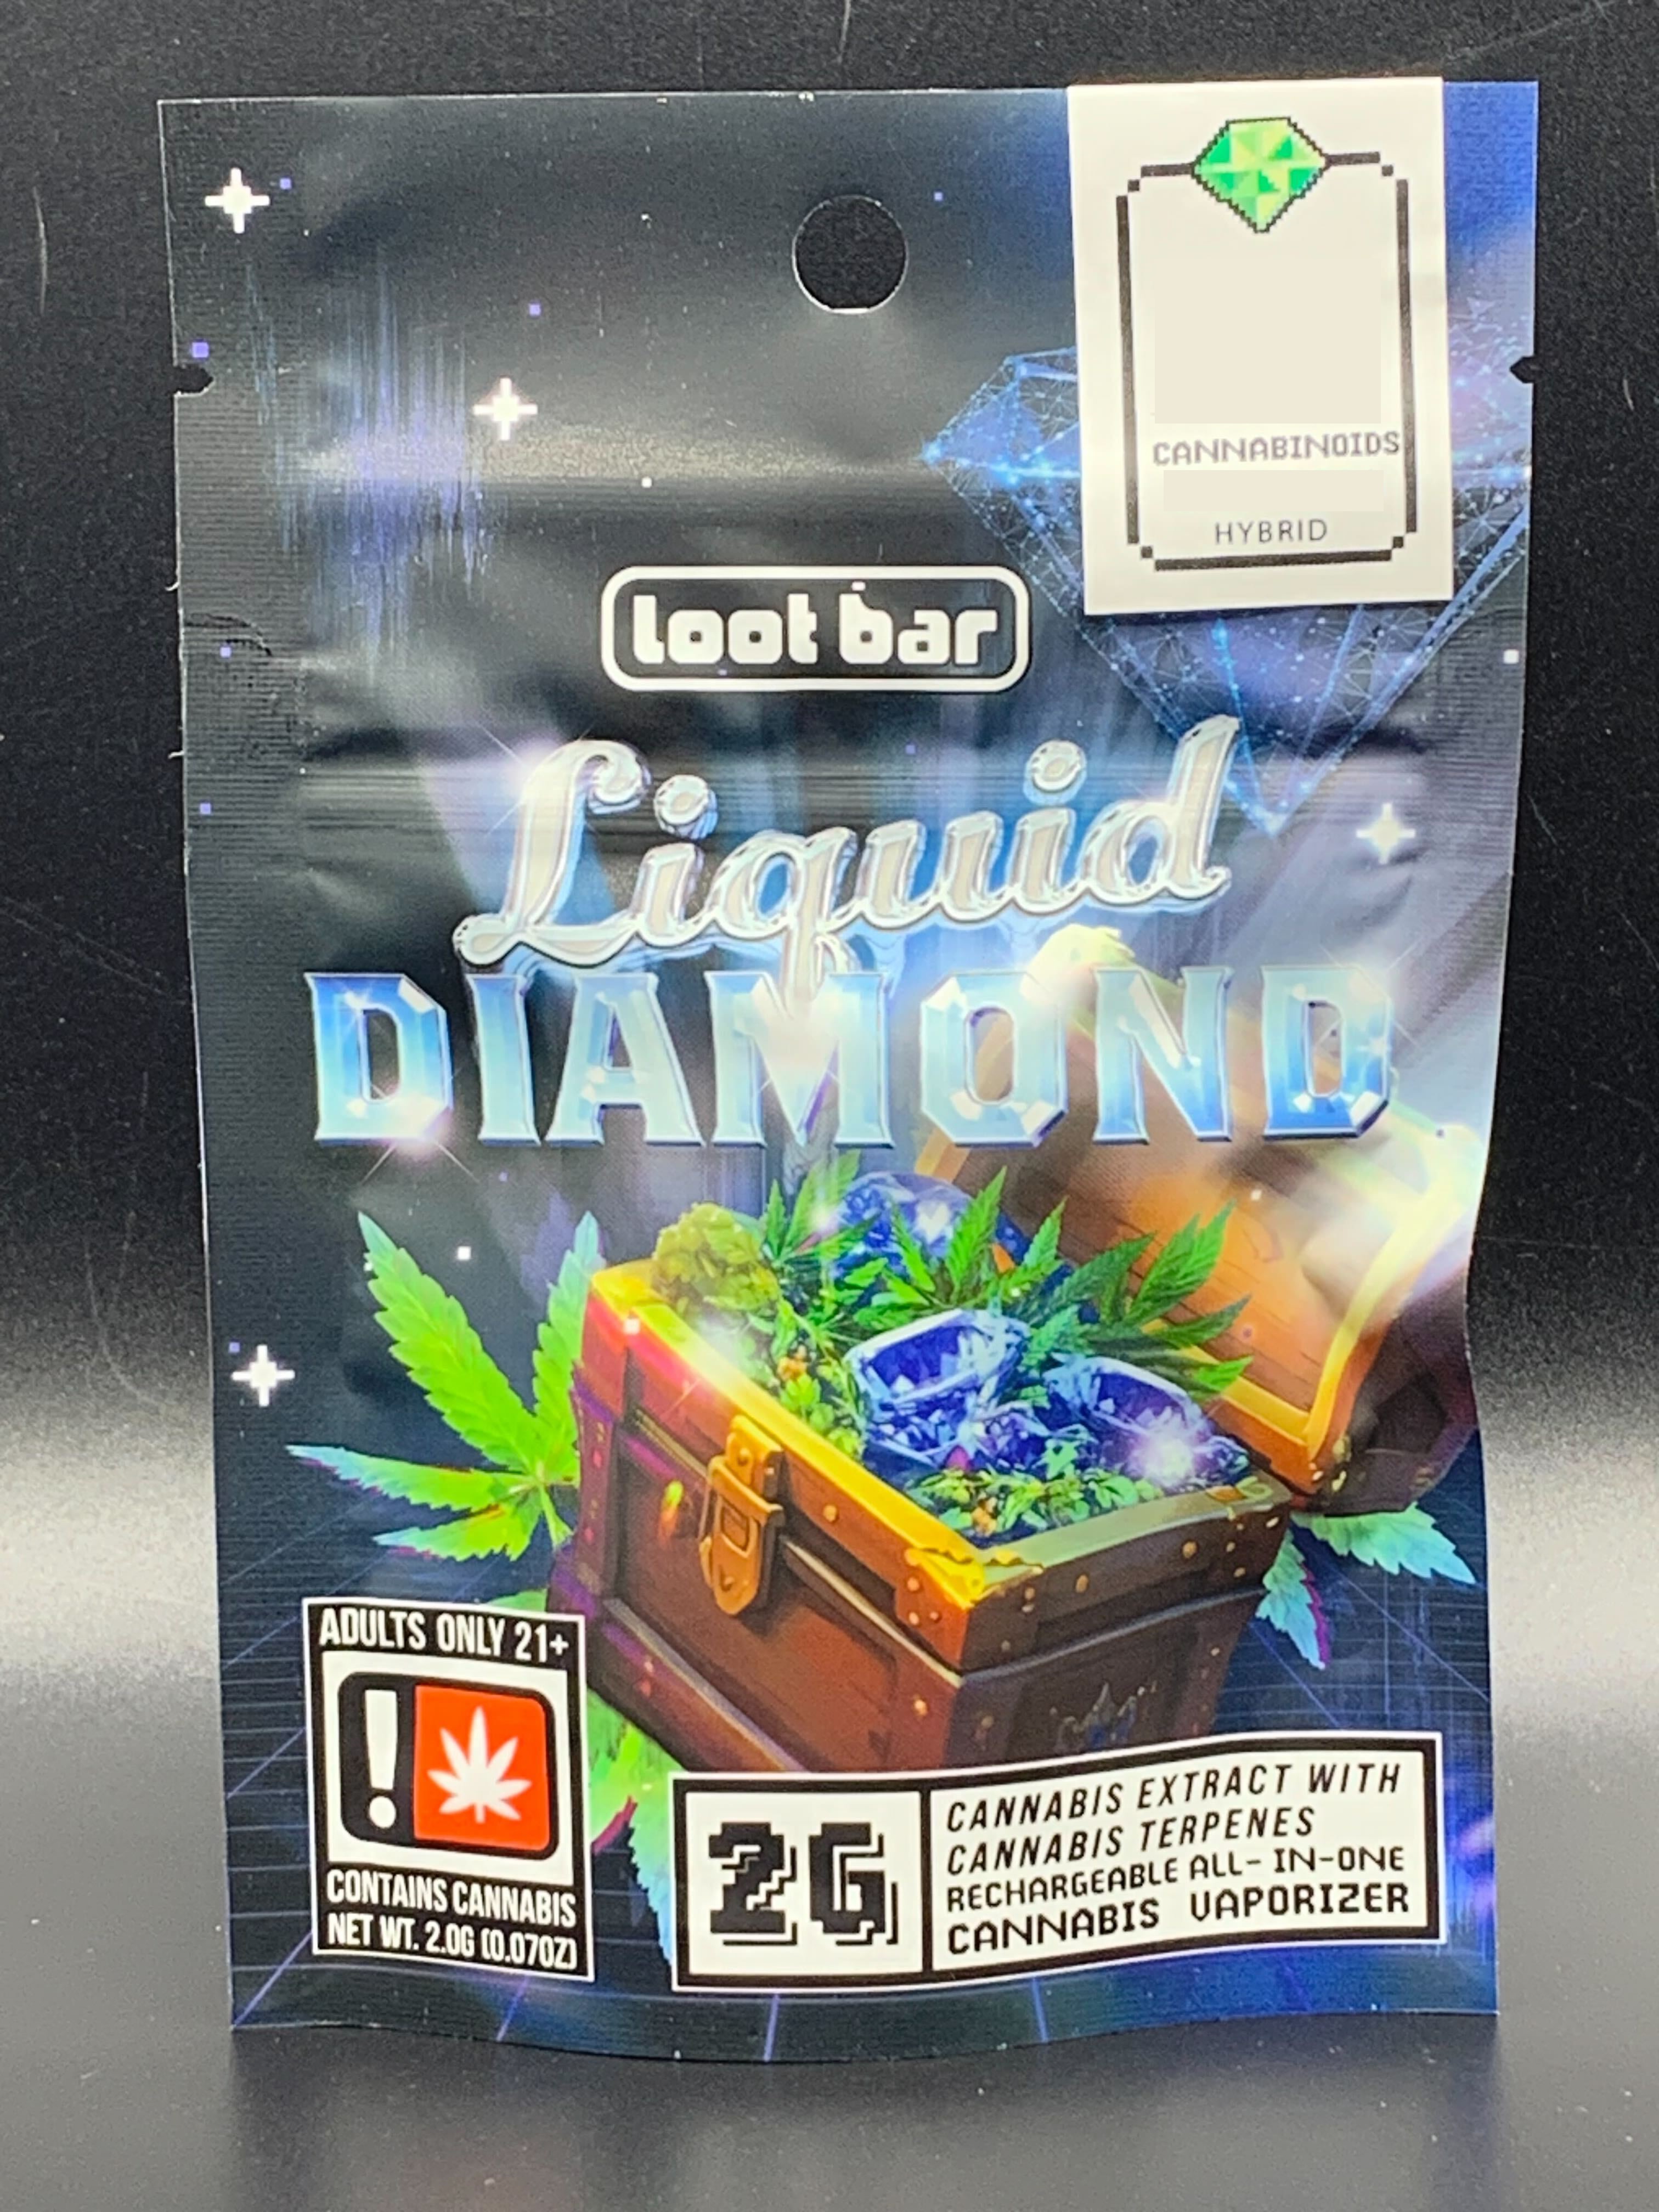 CANNABINOIDS
HYBRID
loot bar
Liquid
DIAMOND
ADULTS ONLY 21+
!
CONTAINS CANNABIS
NET WT. 2.0G (0.07OZ)
2G
CANNABIS EXTRACT WITH
CANNABIS TERPENES
RECHARGEABLE ALL-IN-ONE
CANNABIS VAPORIZER